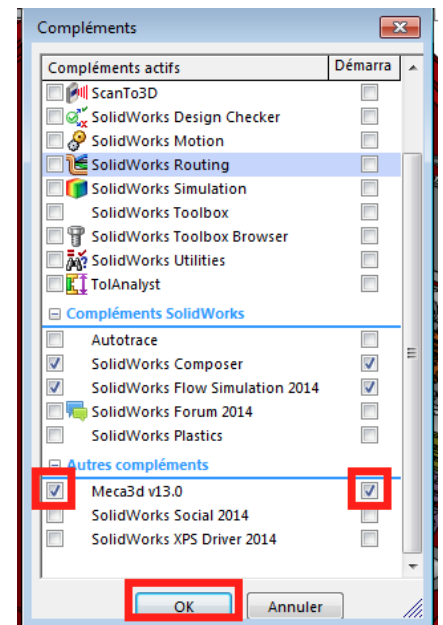 Compléments
Compléments actifs Démarra
ScanTo3D
SolidWorks Design Checker
SolidWorks Motion
SolidWorks Routing
SolidWorks Simulation
SolidWorks Toolbox
SolidWorks Toolbox Browser
SolidWorks Utilities
TolAnalyst
Compléments SolidWorks
Autotrace
SolidWorks Composer
SolidWorks Flow Simulation 2014
SolidWorks Forum 2014
SolidWorks Plastics
Autres compléments
Meca3d v13.0
SolidWorks Social 2014
SolidWorks XPS Driver 2014
OK Annuler